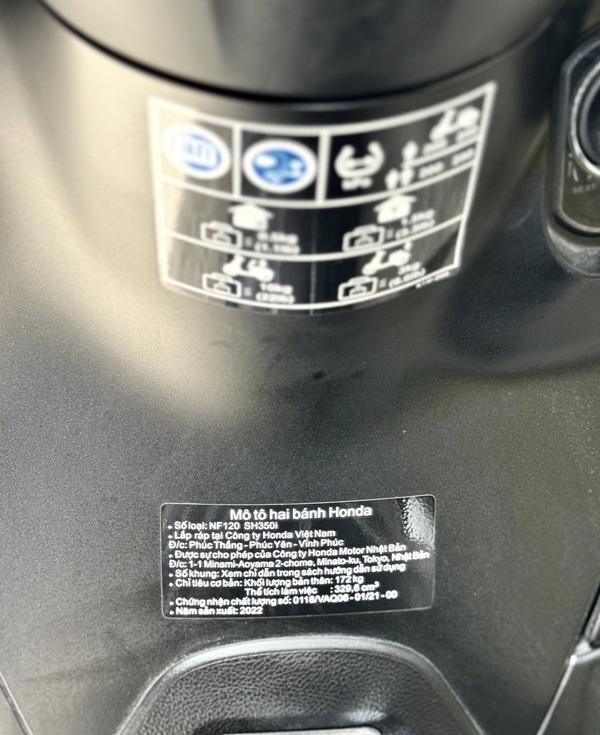 (1.1lb)
(22lb)
SEAT
Mô tô hai bánh Honda
• Số loại: NF120 SH350i
• Lắp ráp tại Công ty Honda Việt Nam
Đ/c: Phúc Thắng - Phúc Yên - Vĩnh Phúc
• Được sự cho phép của Công ty Honda Motor Nhật Bản
Đ/c: 1-1 Minami-Aoyama 2-chome, Minato-ku, Tokyo, Nhật Bản
• Số khung: Xem chỉ dẫn trong sách hướng dẫn sử dụng
• Chỉ tiêu cơ bản: Khối lượng bản thân: 172 kg
Thể tích làm việc : 329,6 cm³
• Chứng nhận chất lượng số: 0118/VAQ06 - 01/21 - 00
• Năm sản xuất: 2022